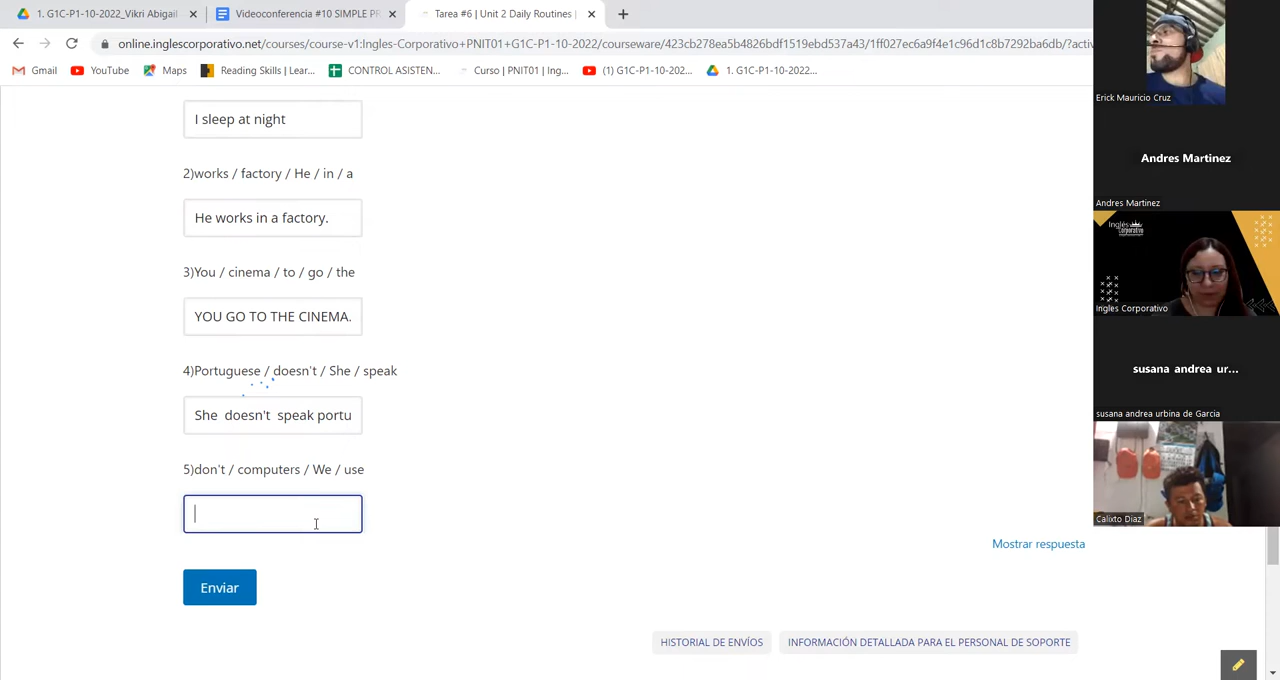 1. G1C-P1-10-2022_Vikri Abigail
Videoconferencia #10 SIMPLE PR
Tarea #6 | Unit 2 Daily Routines |
online.inglescorporativo.net/courses/course-v1:Ingles-Corporativo+PNIT01+G1C-P1-10-2022/courseware/423cb278ea5b4826bdf1519ebd537a43/1ff027ec6a9f4e1c96d1c8b7292ba6db/?activ
Gmail
YouTube
Maps
Reading Skills | Lear...
CONTROL ASISTEN...
Curso | PNIT01 | Ing...
(1) G1C-P1-10-202...
1. G1C-P1-10-2022...
I sleep at night
2)works / factory / He / in / a
He works in a factory.
3)You / cinema / to / go / the
YOU GO TO THE CINEMA.
4)Portuguese / doesn't / She / speak
She doesn't speak portu
5)don't / computers / We / use
Mostrar respuesta
Enviar
HISTORIAL DE ENVÍOS
INFORMACIÓN DETALLADA PARA EL PERSONAL DE SOPORTE
Erick Mauricio Cruz
Andres Martinez
Andres Martinez
Inglés
Corporativo
Ingles Corporativo
susana andrea ur...
susana andrea urbina de Garcia
Calixto Diaz